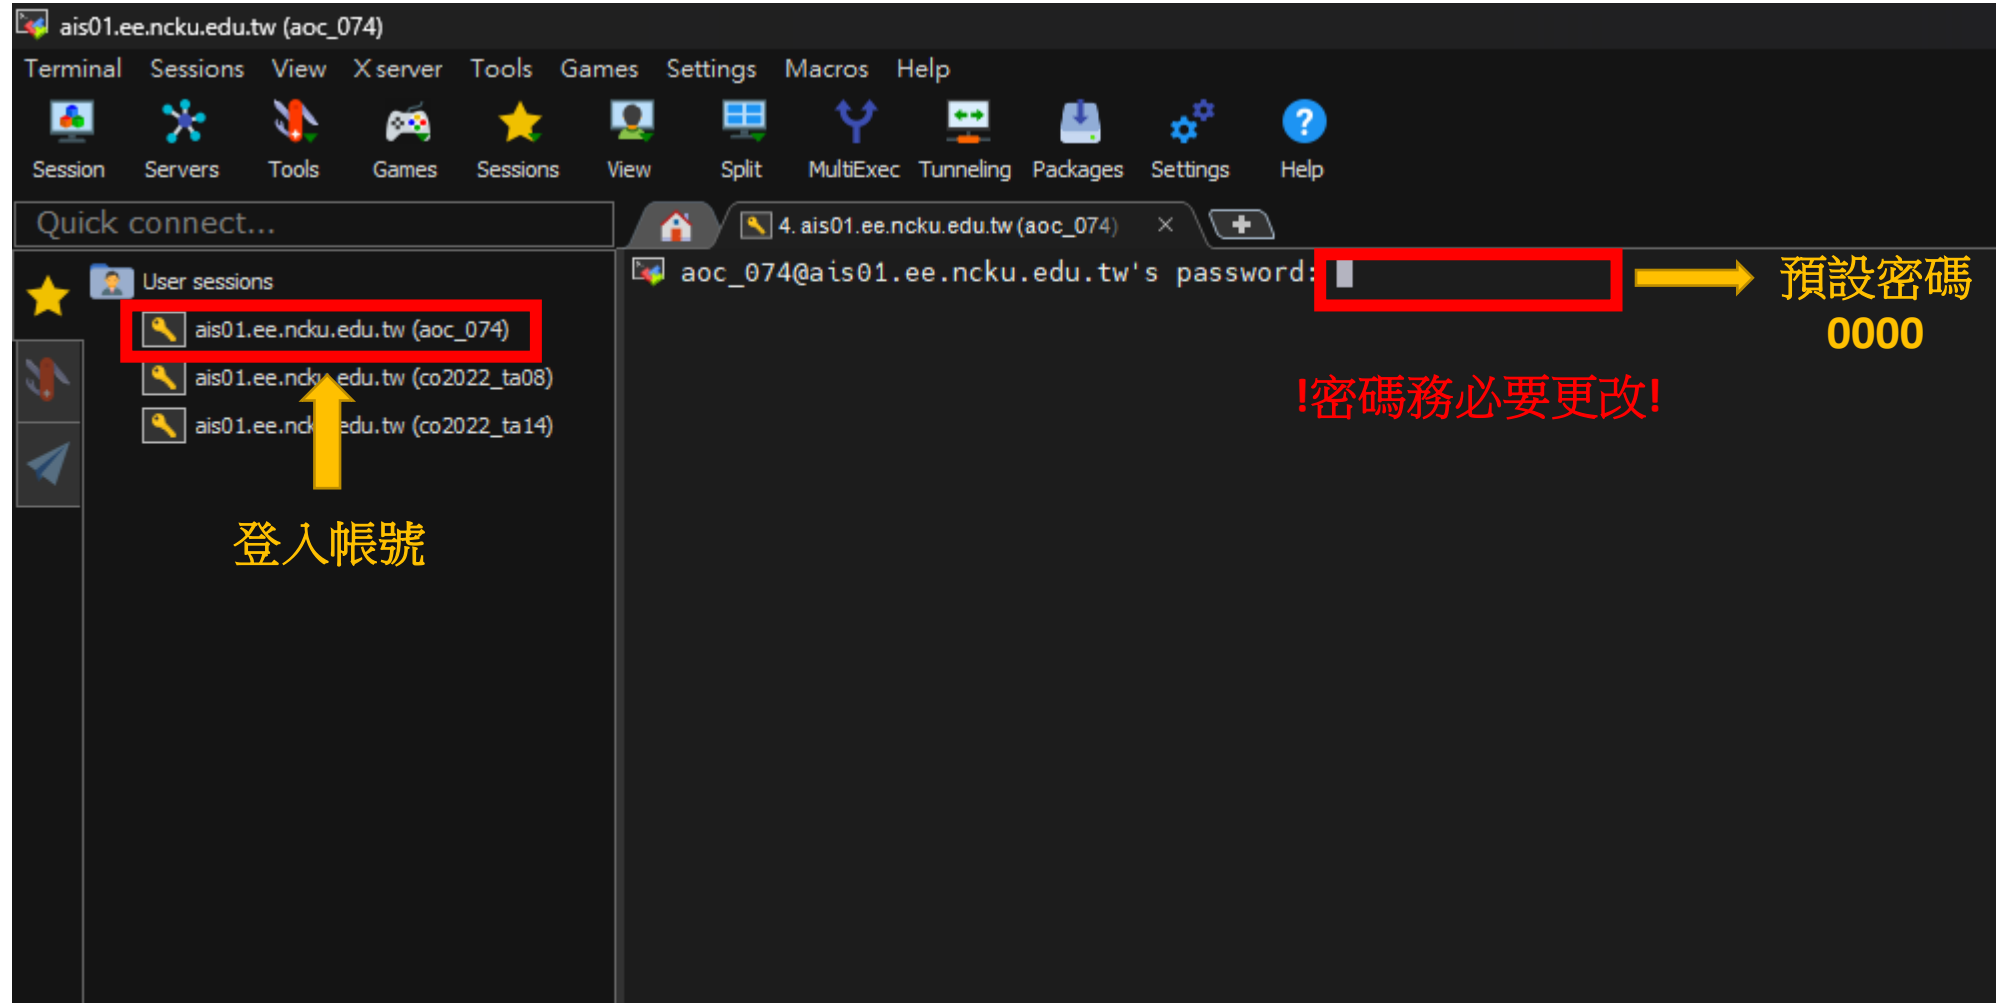 ais01.ee.ncku.edu.tw (aoc_074)
Terminal Sessions View X server Tools Games Settings Macros Help
Session Servers Tools Games Sessions View Split MultiExec Tunneling Packages Settings Help
Quick connect...
4. ais01.ee.ncku.edu.tw (aoc_074)
User sessions
ais01.ee.ncku.edu.tw (aoc_074)
ais01.ee.ncku.edu.tw (co2022_ta08)
ais01.ee.ncku.edu.tw (co2022_ta14)
登入帳號
aoc_074@ais01.ee.ncku.edu.tw's password:
預設密碼
0000
!密碼務必要更改!